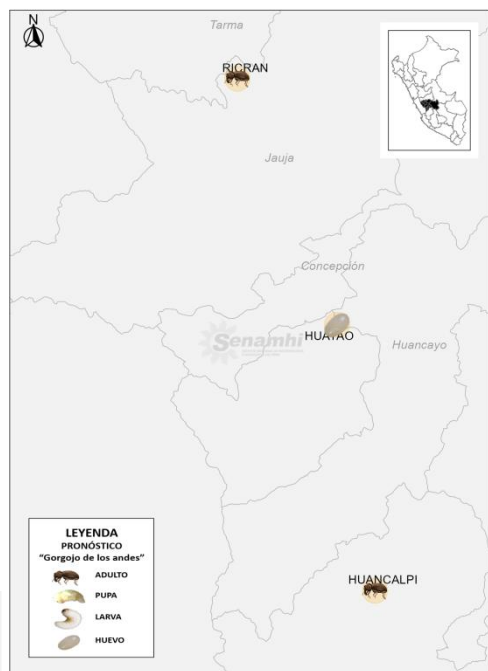 N
Tarma
RICRAN
Jauja
Concepción
HUAYAO
Senamhi
Huancayo
LEYENDA
PRONÓSTICO
"Gorgojo de los andes"
ADULTO
PUPA
LARVA
HUEVO
HUANCALPI